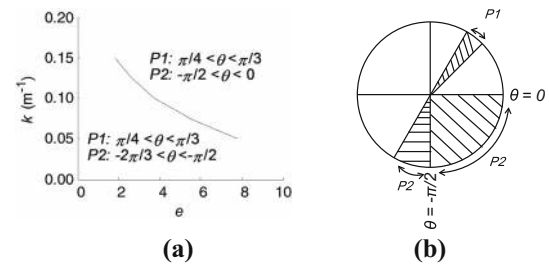 0.20
0.15
0.10
0.05
0.00
k (m⁻¹)
P1: π/4 <θ<π/3
P2: -π/2 <θ<0
P1: π/4 <θ<π/3
P2: -2π/3 <θ<-π/2
0 2 4 6 8 10
e
(a)
P1
θ = 0
P2
P2
θ = -π/2
(b)